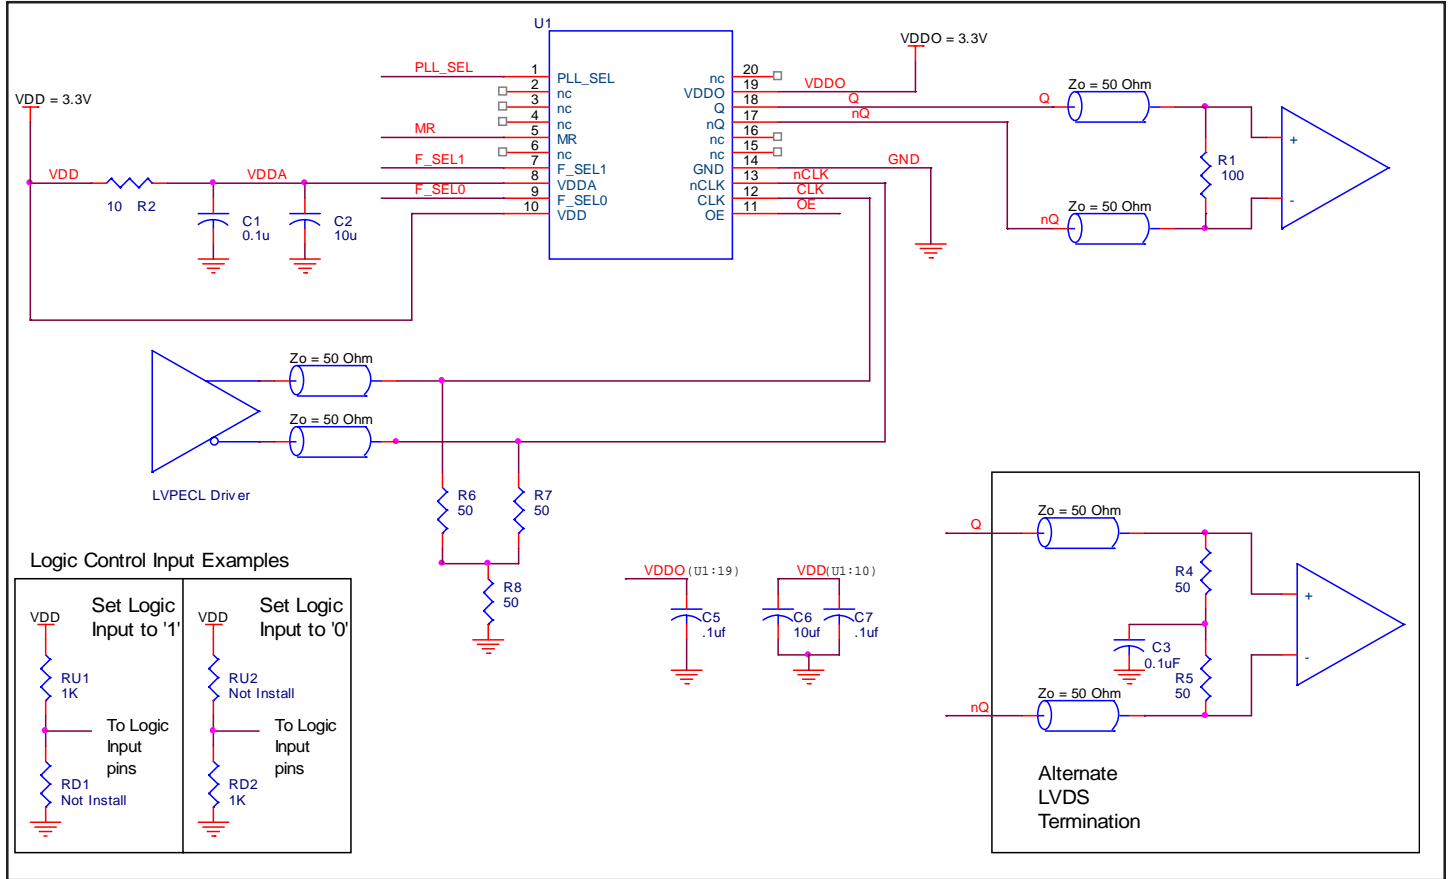 U1
VDDO = 3.3V
VDD = 3.3V
PLL_SEL
MR
F_SEL1
F_SEL0
VDD
VDDA
10 R2
C1
0.1u
C2
10u
1
2
3
4
5
6
7
8
9
10
PLL_SEL
nc
nc
nc
MR
nc
F_SEL1
VDDA
F_SEL0
VDD
nc
VDDO
Q
nQ
nc
nc
GND
nCLK
CLK
OE
20
19
18
17
16
15
14
13
12
11
VDDO
Q
nQ
GND
nCLK
CLK
OE
Q
Zo = 50 Ohm
nQ
Zo = 50 Ohm
R1
100
+
-
Zo = 50 Ohm
Zo = 50 Ohm
LVPECL Driver
R6
50
R7
50
R8
50
VDDO (U1:19)
C5
.1uf
VDD (U1:10)
C6
10uf
C7
.1uf
Logic Control Input Examples
Set Logic
Input to '1'
VDD
RU1
1K
To Logic
Input
pins
RD1
Not Install
Set Logic
Input to '0'
VDD
RU2
Not Install
To Logic
Input
pins
RD2
1K
Q
Zo = 50 Ohm
R4
50
C3
0.1uF
R5
50
nQ
Zo = 50 Ohm
+
-
Alternate
LVDS
Termination